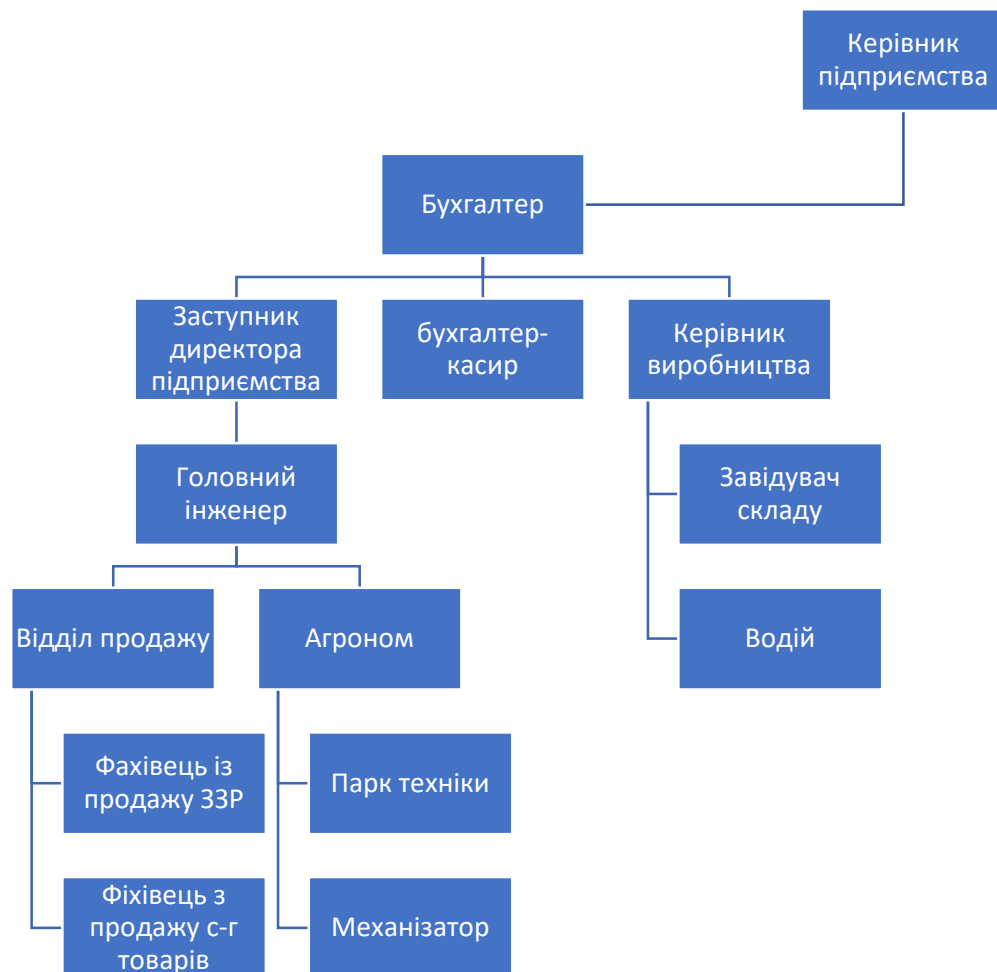 Керівник
підприємства
Бухгалтер
Заступник
директора
підприємства
бухгалтер-
касир
Керівник
виробництва
Головний
інженер
Завідувач
складу
Відділ продажу
Агроном
Водій
Фахівець із
продажу ЗЗР
Парк техніки
Фіхівець з
продажу с-г
товарів
Механізатор